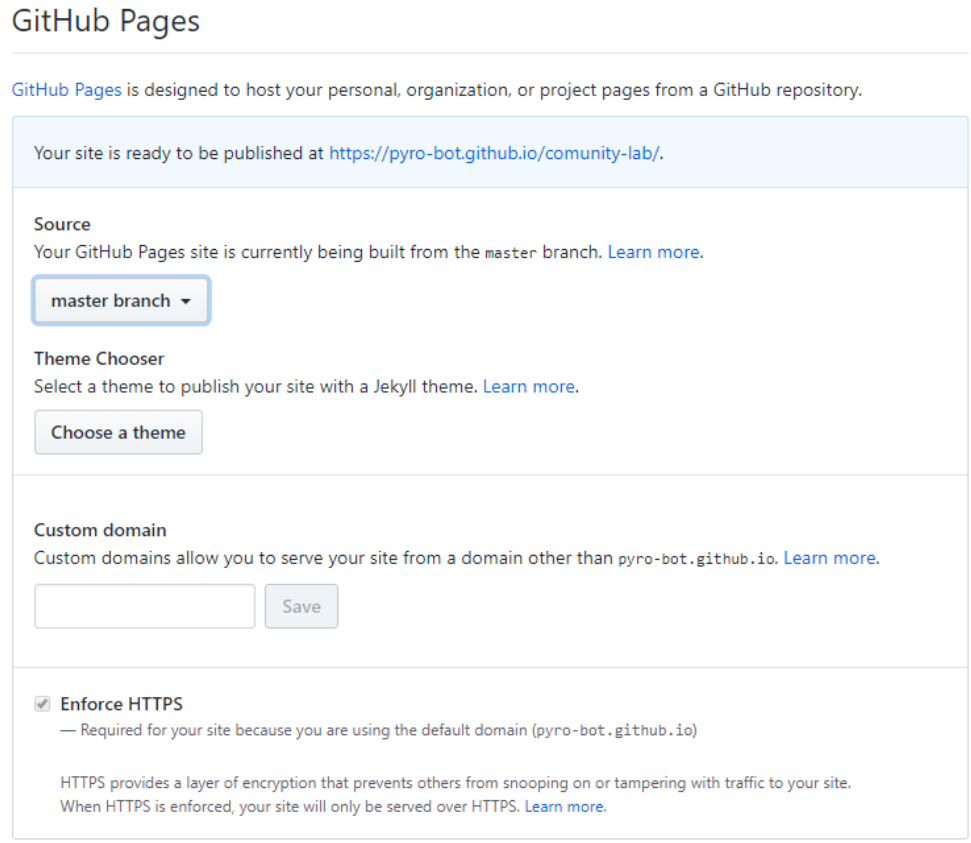 GitHub Pages
GitHub Pages is designed to host your personal, organization, or project pages from a GitHub repository.
Your site is ready to be published at https://pyro-bot.github.io/comunity-lab/.
Source
Your GitHub Pages site is currently being built from the master branch. Learn more.
master branch
Theme Chooser
Select a theme to publish your site with a Jekyll theme. Learn more.
Choose a theme
Custom domain
Custom domains allow you to serve your site from a domain other than pyro-bot.github.io. Learn more.
Save
Enforce HTTPS
— Required for your site because you are using the default domain (pyro-bot.github.io)
HTTPS provides a layer of encryption that prevents others from snooping on or tampering with traffic to your site.
When HTTPS is enforced, your site will only be served over HTTPS. Learn more.